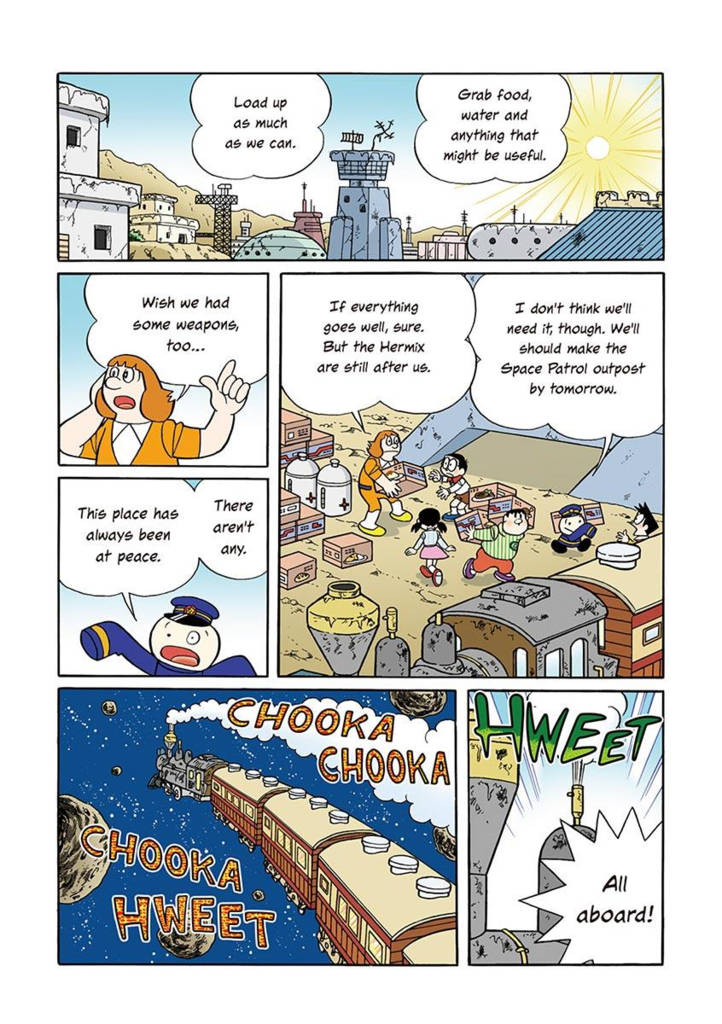 Grab food,
water and
anything that
might be useful.
Load up
as much
as we can.
I don't think we'll
need it, though. We'll
should make the
Space Patrol outpost
by tomorrow.
If everything
goes well, sure.
But the Hermix
are still after us.
Wish we had
some weapons,
too...
There
aren't
any.
This place has
always been
at peace.
HWEET
All
aboard!
CHOOKA
CHOOKA
CHOOKA
HWEET